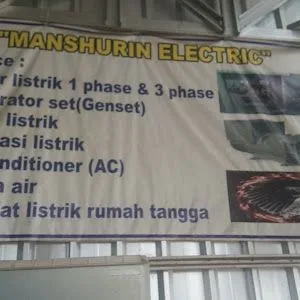 "MANSHURIN ELECTRIC"
ce :
r listrik 1 phase & 3 phase
rator set(Genset)
listrik
asi listrik
nditioner (AC)
a air
at listrik rumah tangga